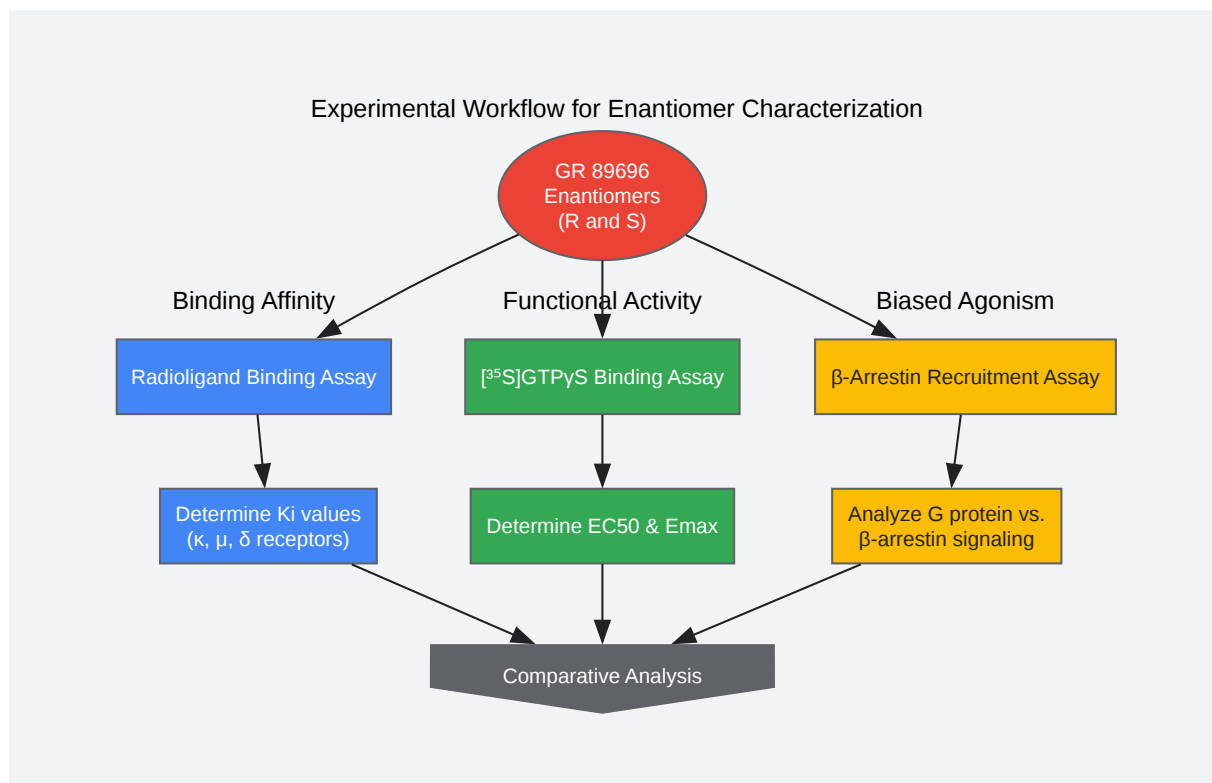 Experimental Workflow for Enantiomer Characterization
GR 89696
Enantiomers
(R and S)
Binding Affinity
Functional Activity
Biased Agonism
Radioligand Binding Assay
[³⁵S]GTPγS Binding Assay
β-Arrestin Recruitment Assay
Determine Ki values
(κ, μ, δ receptors)
Determine EC50 & Emax
Analyze G protein vs.
β-arrestin signaling
Comparative Analysis